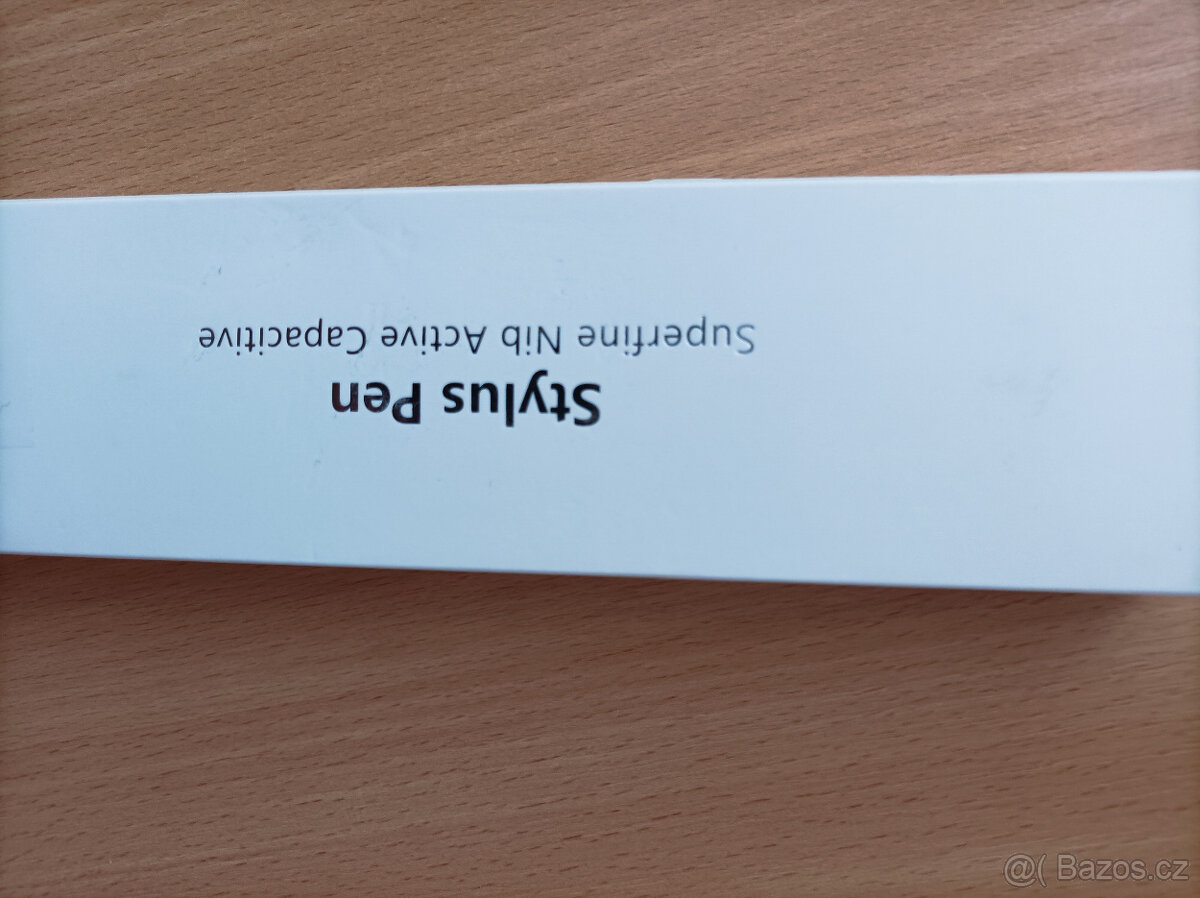 Stylus Pen
Superfine Nib Active Capacitive
@( Bazos.cz